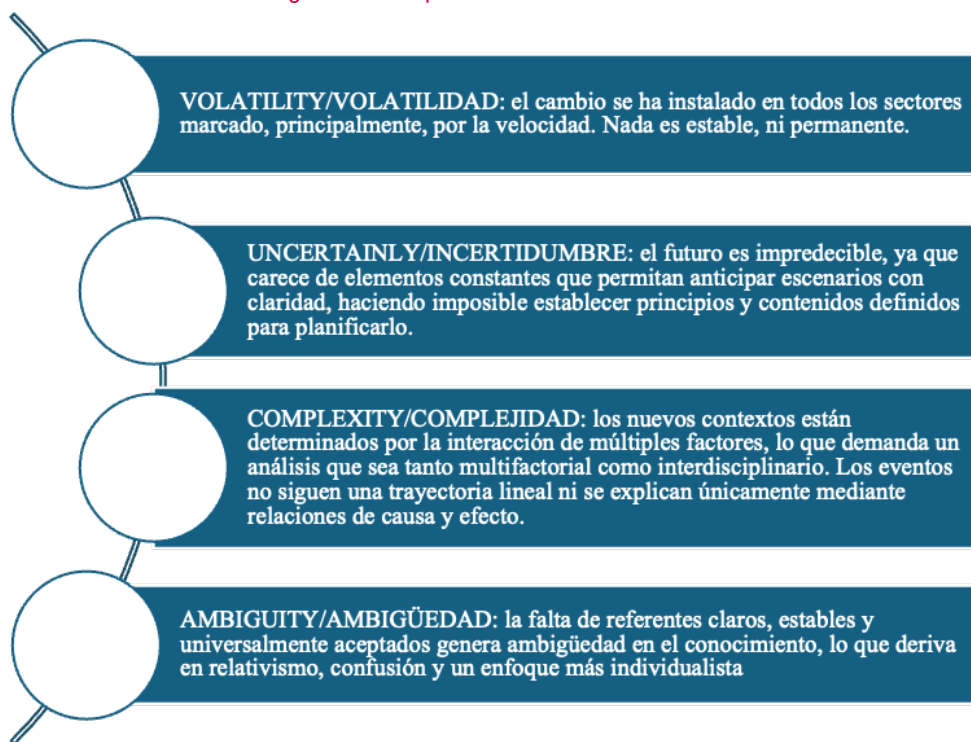 VOLATILITY/VOLATILIDAD: el cambio se ha instalado en todos los sectores
marcado, principalmente, por la velocidad. Nada es estable, ni permanente.
UNCERTAINLY/INCERTIDUMBRE: el futuro es impredecible, ya que
carece de elementos constantes que permitan anticipar escenarios con
claridad, haciendo imposible establecer principios y contenidos definidos
para planificarlo.
COMPLEXITY/COMPLEJIDAD: los nuevos contextos están
determinados por la interacción de múltiples factores, lo que demanda un
análisis que sea tanto multifactorial como interdisciplinario. Los eventos
no siguen una trayectoria lineal ni se explican únicamente mediante
relaciones de causa y efecto.
AMBIGUITY/AMBIGÜEDAD: la falta de referentes claros, estables y
universalmente aceptados genera ambigüedad en el conocimiento, lo que deriva
en relativismo, confusión y un enfoque más individualista